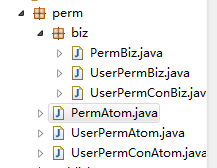 perm
biz
PermBiz.java
UserPermBiz.java
UserPermConBiz.java
PermAtom.java
UserPermAtom.java
UserPermConAtom.java